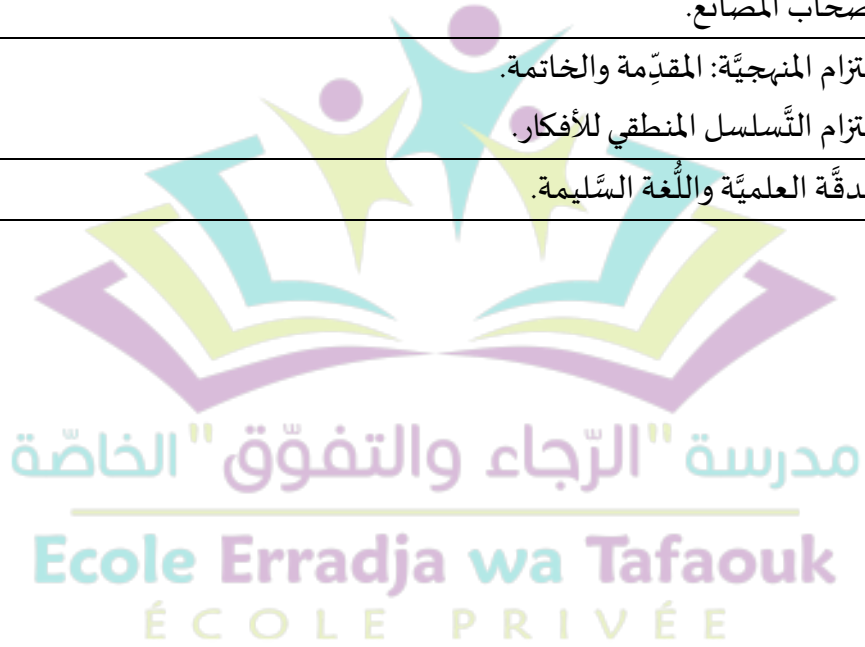 المصانع.
المنهجيَّة: المقدِّمة والخاتمة.
التَّسلسل المنطقي للأفكار.
العلميَّة واللُّغة السَّليمة.
مدرسة "الرّجاء والتفوّق" الخاصّة
Ecole Erradja wa Tafaouk
ÉCOLE PRIVÉE